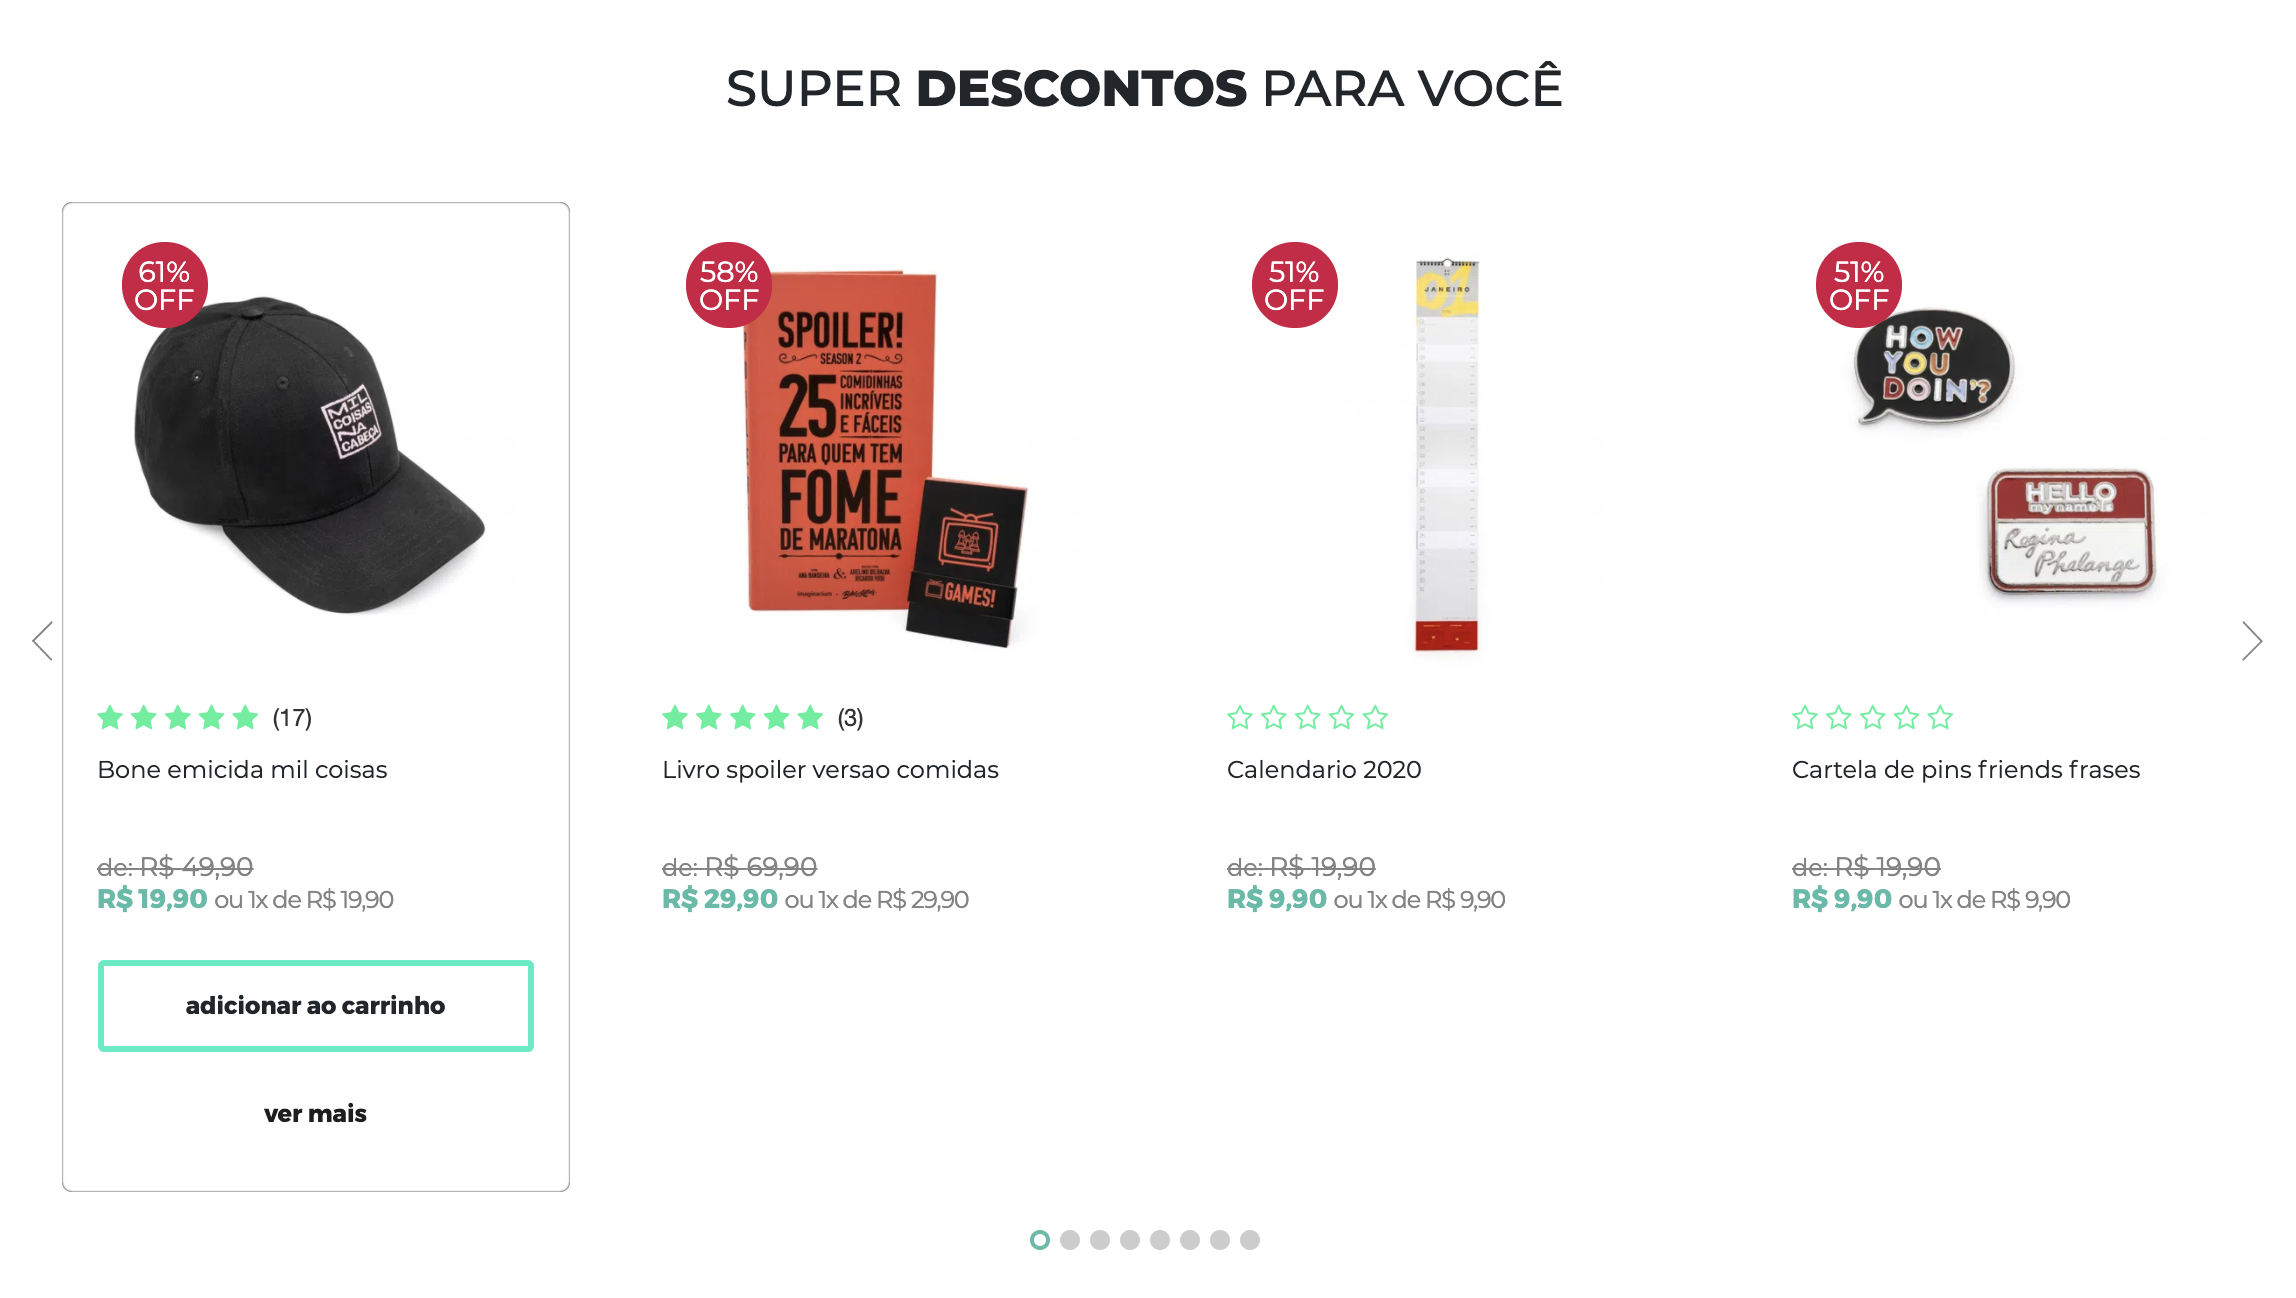 SUPER DESCONTOS PARA VOCÊ
61%
OFF
MIL
COISAS
NA
CABEÇA
(17)
Bone emicida mil coisas
de: R$ 49,90
R$ 19,90 ou 1x de R$ 19,90
adicionar ao carrinho
ver mais
58%
OFF
SPOILER!
SEASON 2
25
COMIDINHAS
INCRÍVEIS
E FÁCEIS
PARA QUEM TEM
FOME
DE MARATONA
GAMES!
(3)
Livro spoiler versao comidas
de: R$ 69,90
R$ 29,90 ou 1x de R$ 29,90
51%
OFF
01
JANEIRO
Calendario 2020
de: R$ 19,90
R$ 9,90 ou 1x de R$ 9,90
51%
OFF
HOW
YOU
DOIN'?
HELLO
my name is
Regina
Phalange
Cartela de pins friends frases
de: R$ 19,90
R$ 9,90 ou 1x de R$ 9,90